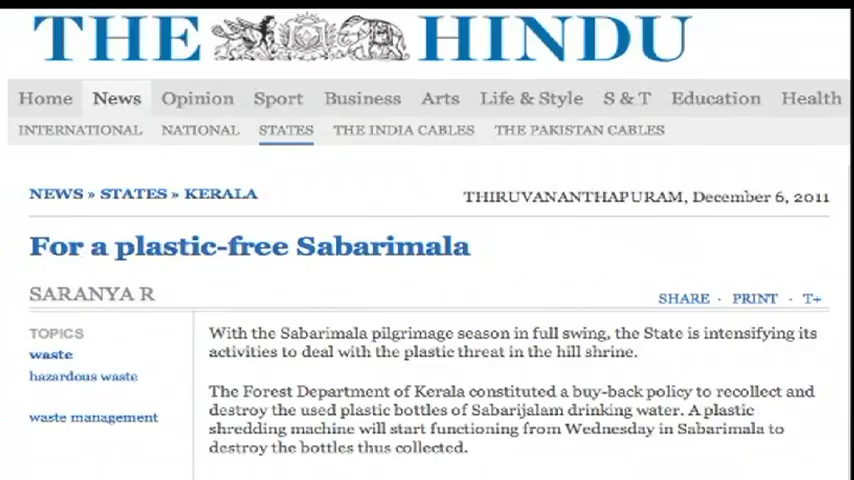 THE HINDU
Home News Opinion Sport Business Arts Life & Style S & T Education Health
INTERNATIONAL NATIONAL STATES THE INDIA CABLES THE PAKISTAN CABLES
NEWS » STATES » KERALA
THIRUVANANTHAPURAM, December 6, 2011
For a plastic-free Sabarimala
SARANYA R
SHARE · PRINT · T+
TOPICS
waste
hazardous waste
waste management
With the Sabarimala pilgrimage season in full swing, the State is intensifying its
activities to deal with the plastic threat in the hill shrine.
The Forest Department of Kerala constituted a buy-back policy to recollect and
destroy the used plastic bottles of Sabarijalam drinking water. A plastic
shredding machine will start functioning from Wednesday in Sabarimala to
destroy the bottles thus collected.